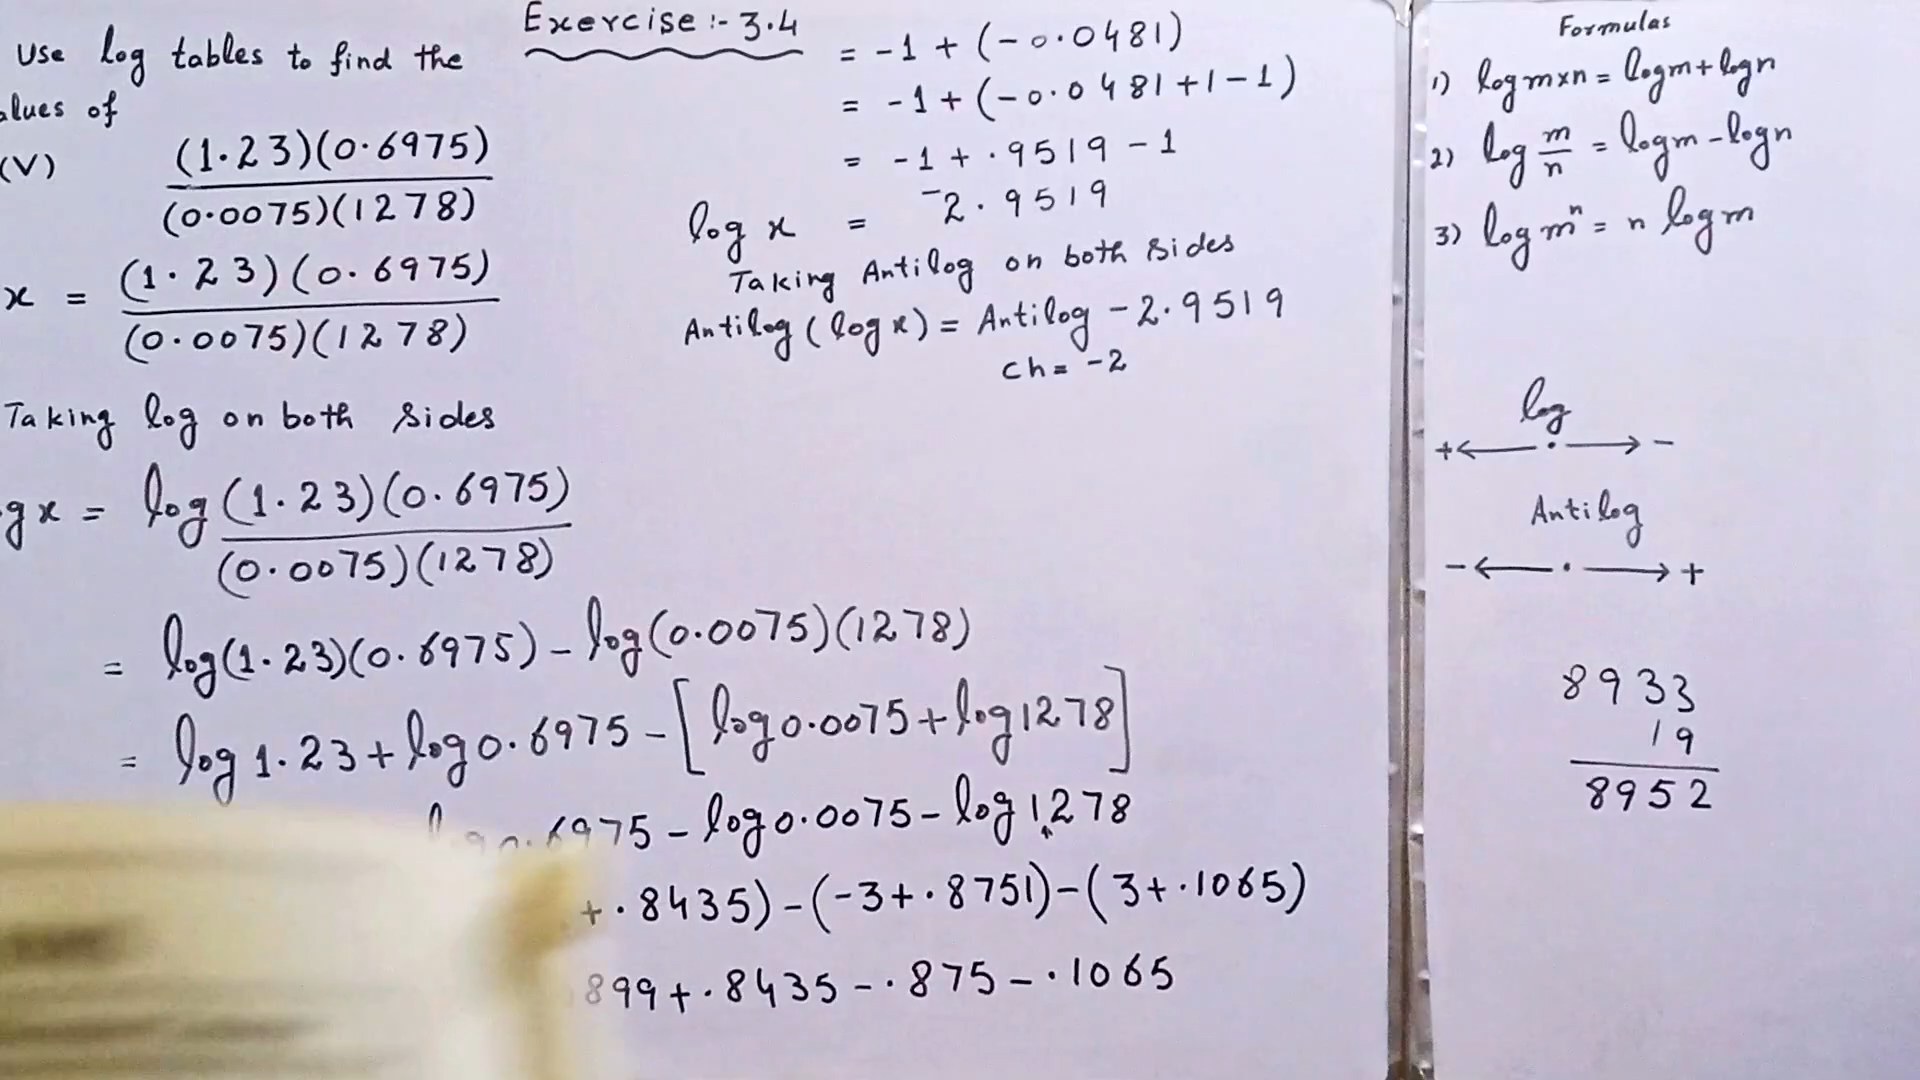 Exercise :- 3.4
Use log tables to find the
alues of
(V) (1.23)(0.6975)
(0.0075)(1278)
x = (1.23)(0.6975)
(0.0075)(1278)
Taking log on both sides
gx = log (1.23)(0.6975)
(0.0075)(1278)
= log(1.23)(0.6975) - log(0.0075)(1278)
= log 1.23 + log 0.6975 - [log 0.0075 + log 1278]
.6975 - log 0.0075 - log 1278
+ .8435) - (-3 + .8751) - (3 + .1065)
899 + .8435 - .875 - .1065
= -1 + (-0.0481)
= -1 + (-0.0481 + 1 - 1)
= -1 + .9519 - 1
log x = -2.9519
Taking Antilog on both sides
Antilog (log x) = Antilog -2.9519
ch = -2
Formulas
1) log m×n = log m + log n
2) log m/n = log m - log n
3) log mⁿ = n log m
log
+ ← . → -
Antilog
- ← . → +
8933
19
8952